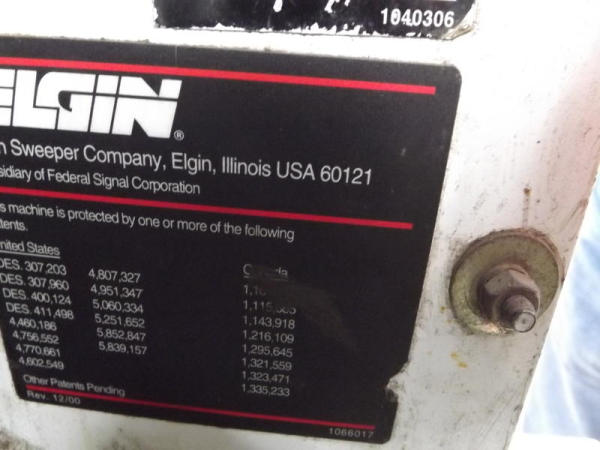 1040306
ELGIN®
n Sweeper Company, Elgin, Illinois USA 60121
sidiary of Federal Signal Corporation
s machine is protected by one or more of the following
tents.
nited States
DES. 307,203 4,807,327
DES. 307,960 4,951,347 1,115,
DES. 400,124 5,060,334 1,143,918
DES. 411,498 5,251,652 1,216,109
4,460,186 5,852,847 1,295,645
4,756,552 5,839,157 1,321,559
4,770,661 1,323,471
4,602,549 1,335,233
Other Patents Pending
Rev. 12/00
1066017